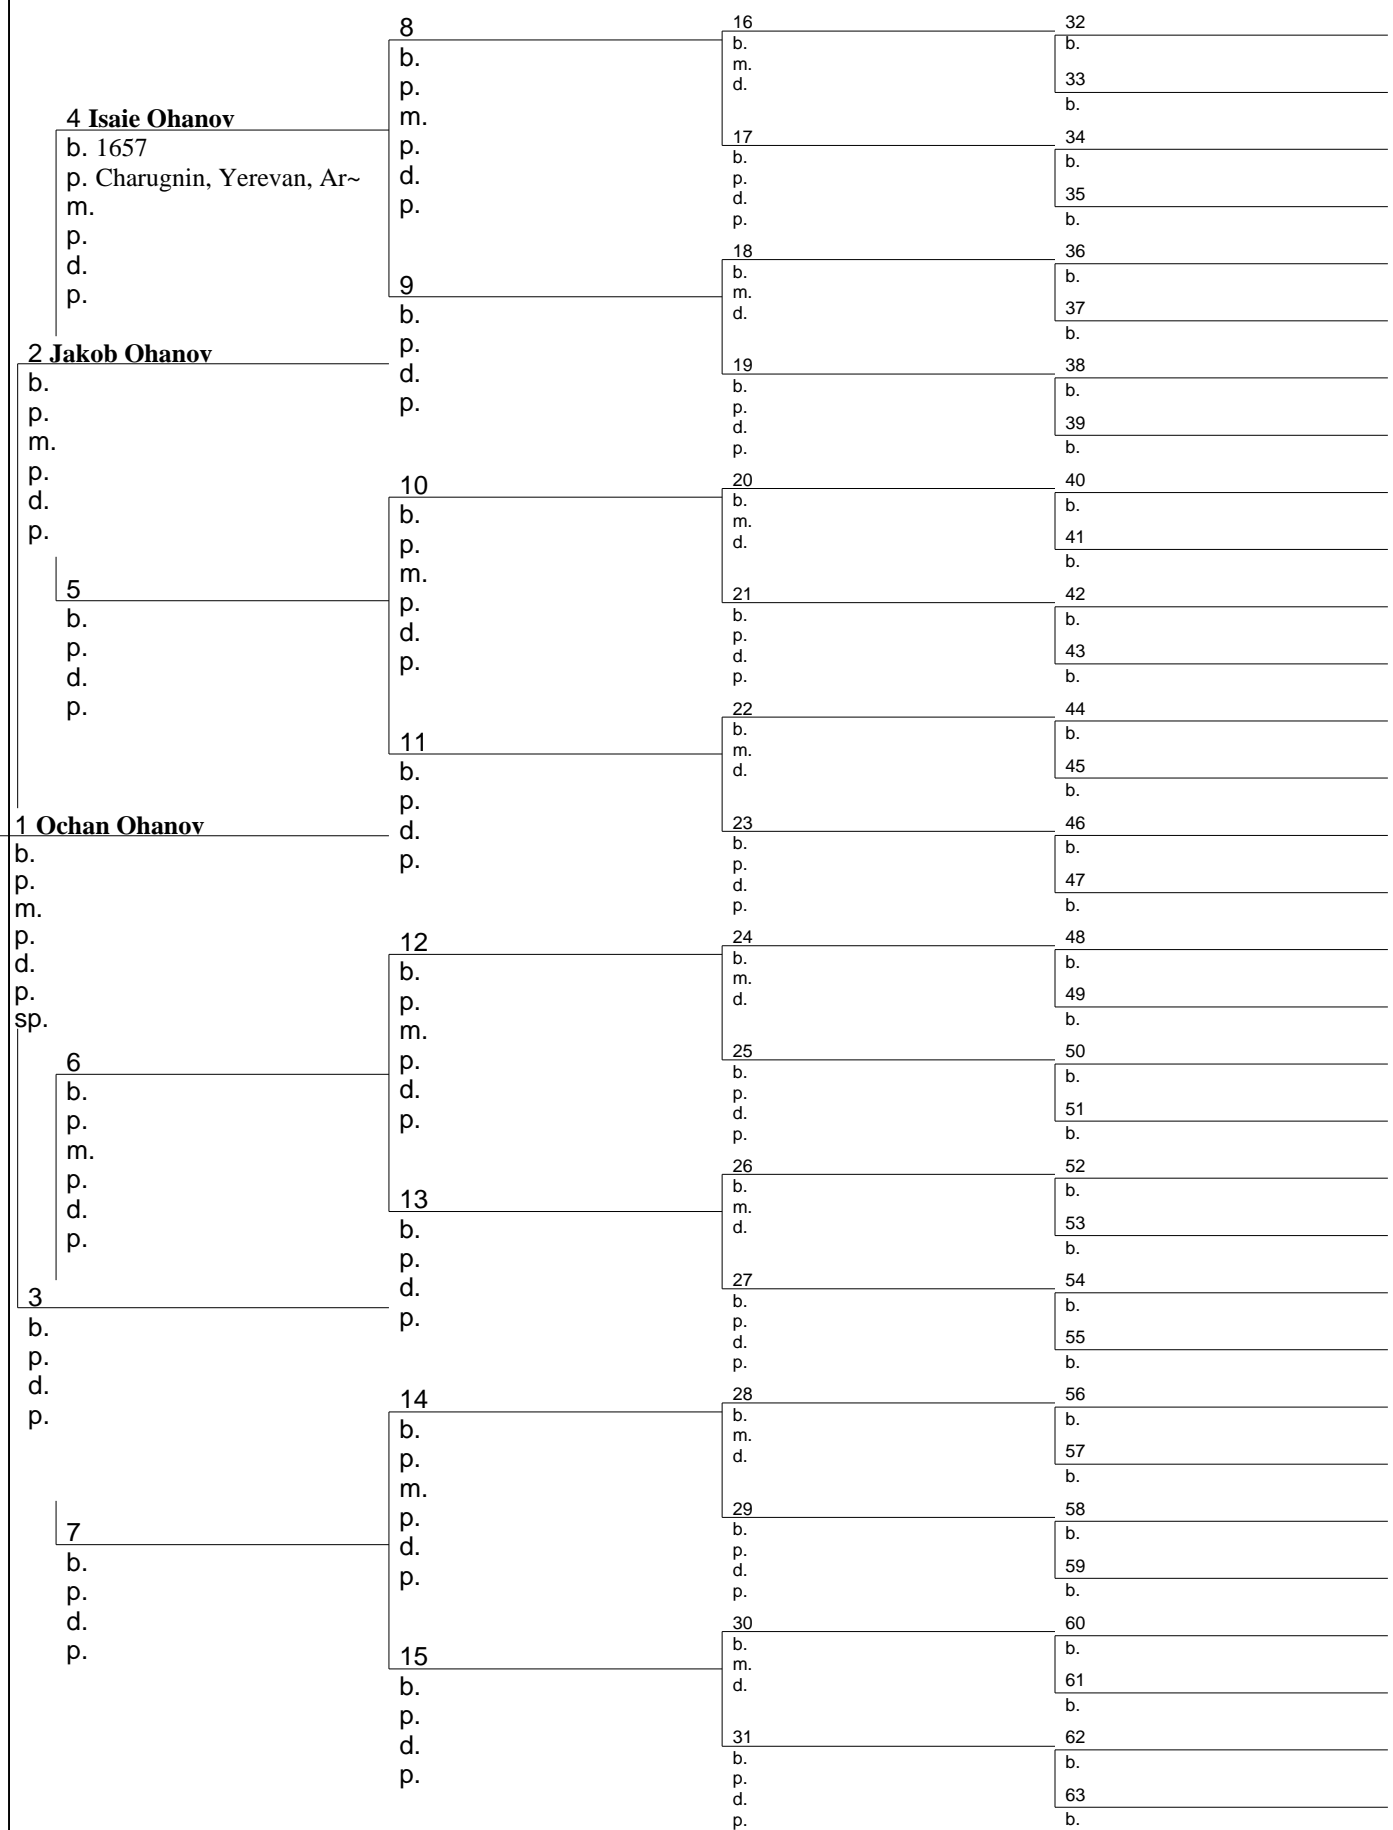 4 Isaie Ohanov
b. 1657
p. Charugnin, Yerevan, Ar~
m.
p.
d.
p.
2 Jakob Ohanov
b.
p.
m.
p.
d.
p.
5
b.
p.
d.
p.
1 Ochan Ohanov
b.
p.
m.
p.
d.
p.
sp.
6
b.
p.
m.
p.
d.
p.
3
b.
p.
d.
p.
7
b.
p.
d.
p.
8
b.
p.
m.
p.
d.
p.
9
b.
p.
d.
p.
10
b.
p.
m.
p.
d.
p.
11
b.
p.
d.
p.
12
b.
p.
m.
p.
d.
p.
13
b.
p.
d.
p.
14
b.
p.
m.
p.
d.
p.
15
b.
p.
d.
p.
16
b.
m.
d.
17
b.
p.
d.
p.
18
b.
m.
d.
19
b.
p.
d.
p.
20
b.
m.
d.
21
b.
p.
d.
p.
22
b.
m.
d.
23
b.
p.
d.
p.
24
b.
m.
d.
25
b.
p.
d.
p.
26
b.
m.
d.
27
b.
p.
d.
p.
28
b.
m.
d.
29
b.
p.
d.
p.
30
b.
m.
d.
31
b.
p.
d.
p.
32
b.
33
b.
34
b.
35
b.
36
b.
37
b.
38
b.
39
b.
40
b.
41
b.
42
b.
43
b.
44
b.
45
b.
46
b.
47
b.
48
b.
49
b.
50
b.
51
b.
52
b.
53
b.
54
b.
55
b.
56
b.
57
b.
58
b.
59
b.
60
b.
61
b.
62
b.
63
b.